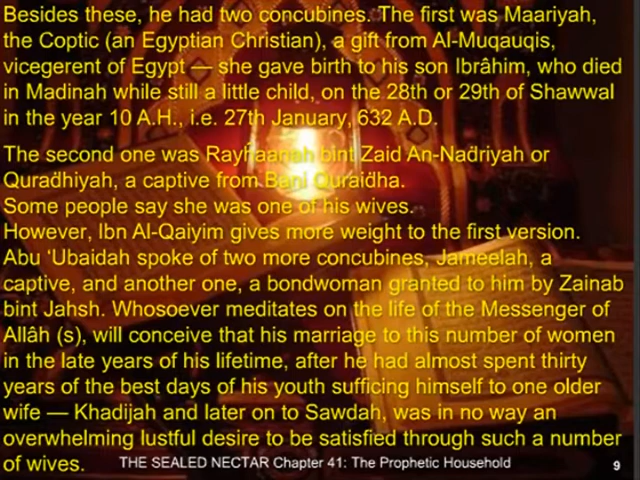 Besides these, he had two concubines. The first was Maariyah,
the Coptic (an Egyptian Christian), a gift from Al-Muqauqis,
vicegerent of Egypt — she gave birth to his son Ibrâhim, who died
in Madinah while still a little child, on the 28th or 29th of Shawwal
in the year 10 A.H., i.e. 27th January, 632 A.D.
The second one was Rayhaanah bint Zaid An-Nadriyah or
Quradhiyah, a captive from Bani Quraidha.
Some people say she was one of his wives.
However, Ibn Al-Qaiyim gives more weight to the first version.
Abu ‘Ubaidah spoke of two more concubines, Jameelah, a
captive, and another one, a bondwoman granted to him by Zainab
bint Jahsh. Whosoever meditates on the life of the Messenger of
Allâh (s), will conceive that his marriage to this number of women
in the late years of his lifetime, after he had almost spent thirty
years of the best days of his youth sufficing himself to one older
wife — Khadijah and later on to Sawdah, was in no way an
overwhelming lustful desire to be satisfied through such a number
of wives.
THE SEALED NECTAR Chapter 41: The Prophetic Household
9